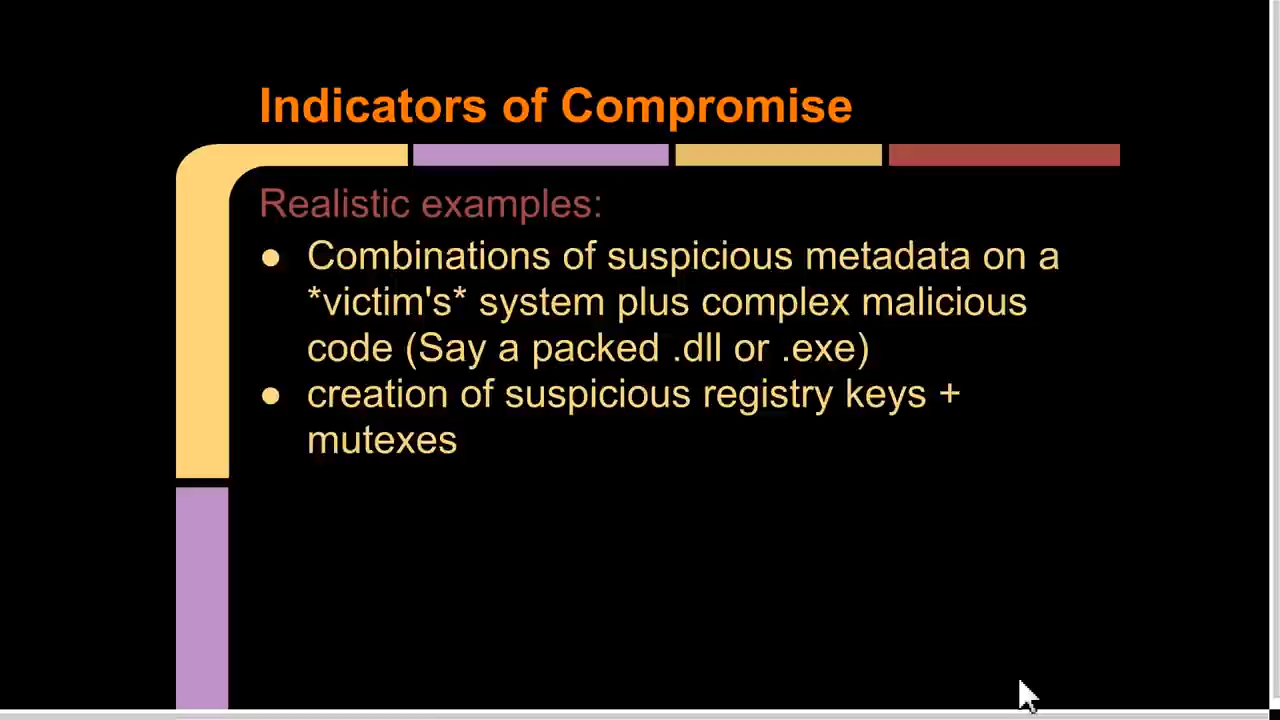 Indicators of Compromise
Realistic examples:
● Combinations of suspicious metadata on a
*victim's* system plus complex malicious
code (Say a packed .dll or .exe)
● creation of suspicious registry keys +
mutexes